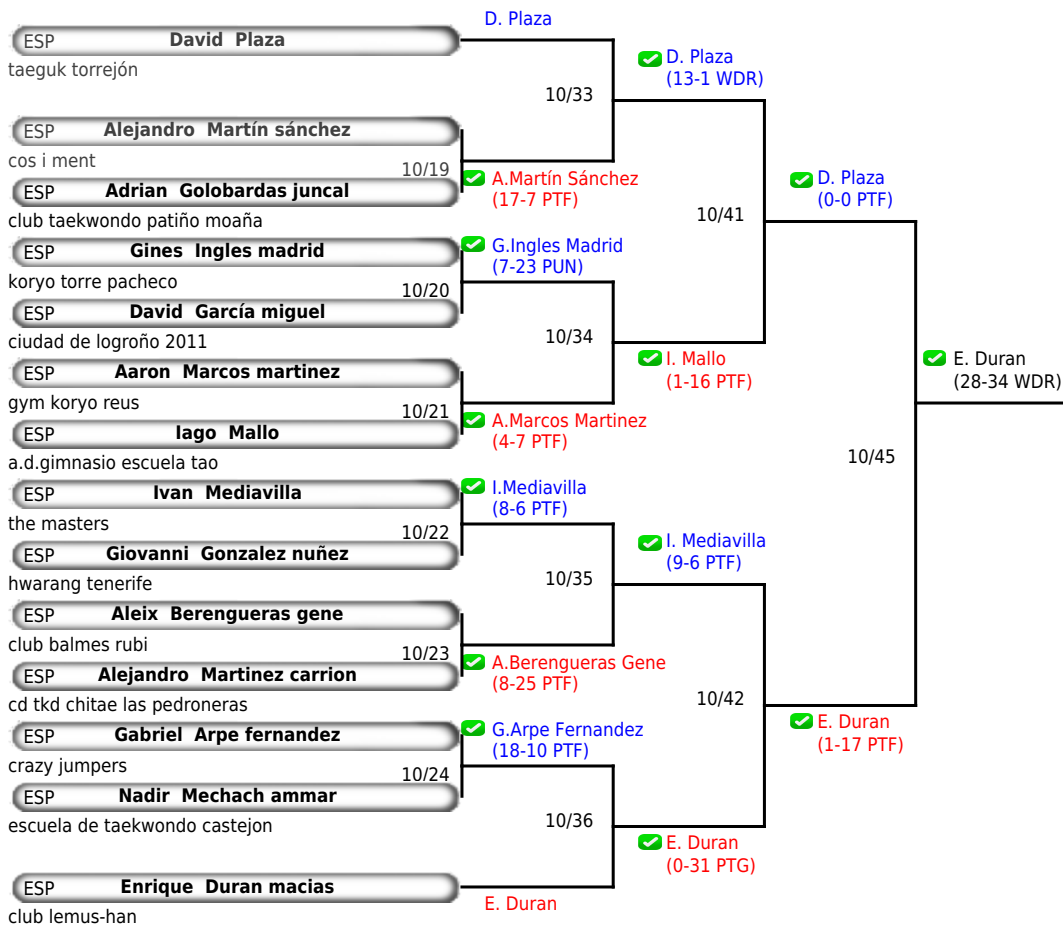 D. Plaza
ESP David Plaza
taeguk torrejón
D. Plaza
(13-1 WDR)
10/33
ESP Alejandro Martín sánchez
cos i ment
10/19
A.Martín Sánchez
(17-7 PTF)
ESP Adrian Golobardas juncal
club taekwondo patiño moaña
D. Plaza
(0-0 PTF)
10/41
ESP Gines Ingles madrid
koryo torre pacheco
G.Ingles Madrid
(7-23 PUN)
10/20
ESP David García miguel
ciudad de logroño 2011
10/34
I. Mallo
(1-16 PTF)
E. Duran
(28-34 WDR)
ESP Aaron Marcos martinez
gym koryo reus
10/21
A.Marcos Martinez
(4-7 PTF)
ESP Iago Mallo
a.d.gimnasio escuela tao
10/45
ESP Ivan Mediavilla
the masters
I.Mediavilla
(8-6 PTF)
10/22
I. Mediavilla
(9-6 PTF)
ESP Giovanni Gonzalez nuñez
hwarang tenerife
10/35
ESP Aleix Berengueras gene
club balmes rubi
10/23
A.Berengueras Gene
(8-25 PTF)
ESP Alejandro Martinez carrion
cd tkd chitae las pedroneras
10/42
E. Duran
(1-17 PTF)
ESP Gabriel Arpe fernandez
crazy jumpers
G.Arpe Fernandez
(18-10 PTF)
10/24
ESP Nadir Mechach ammar
escuela de taekwondo castejon
10/36
E. Duran
(0-31 PTG)
ESP Enrique Duran macias
club lemus-han
E. Duran